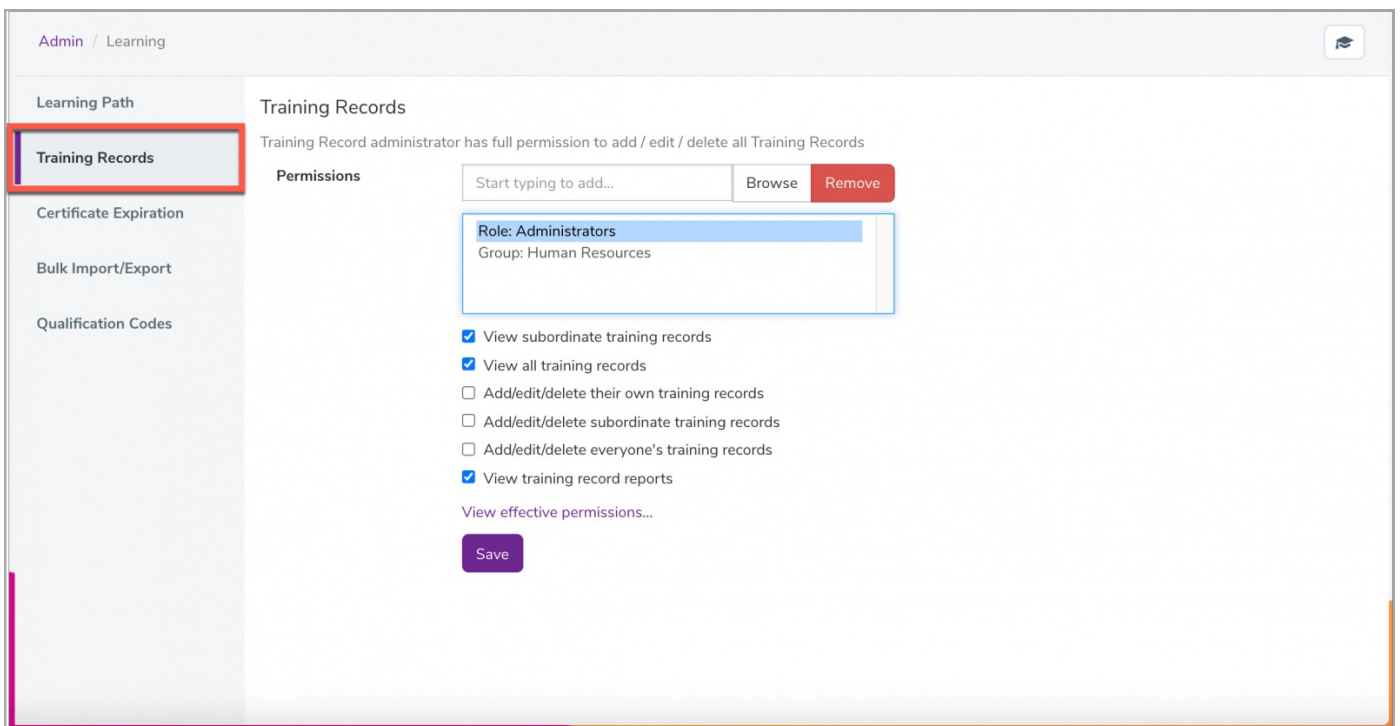 Admin / Learning
Learning Path
Training Records
Certificate Expiration
Bulk Import/Export
Qualification Codes
Training Records
Training Record administrator has full permission to add / edit / delete all Training Records
Permissions
Start typing to add...
Browse
Remove
Role: Administrators
Group: Human Resources
View subordinate training records
View all training records
Add/edit/delete their own training records
Add/edit/delete subordinate training records
Add/edit/delete everyone's training records
View training record reports
View effective permissions...
Save